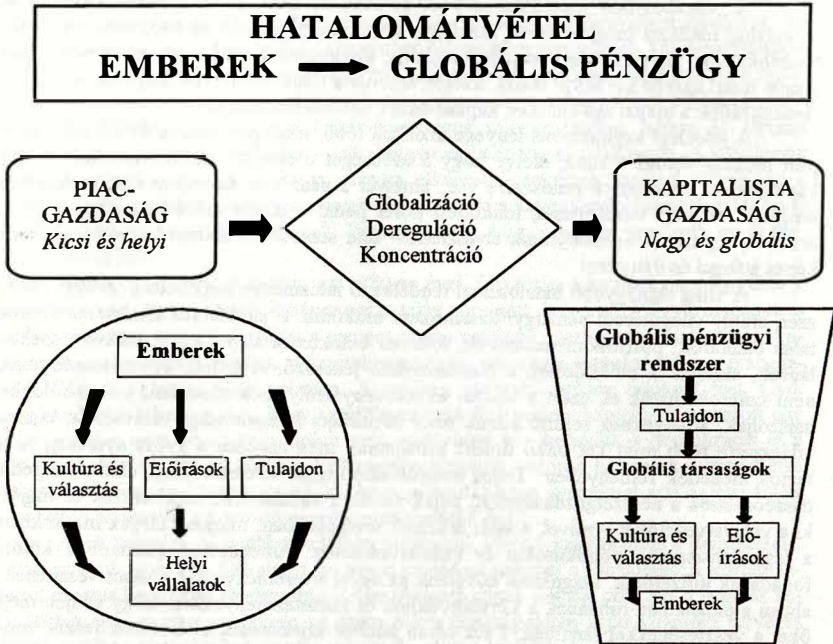 HATALOMÁTVÉTEL
EMBEREK → GLOBÁLIS PÉNZÜGY
PIAC-
GAZDASÁG
Kicsi és helyi
Globalizáció
Dereguláció
Koncentráció
KAPITALISTA
GAZDASÁG
Nagy és globális
Emberek
Kultúra és
választás
Előírások
Tulajdon
Helyi
vállalatok
Globális pénzügyi
rendszer
Tulajdon
Globális társaságok
Kultúra és
választás
Elő-
írások
Emberek